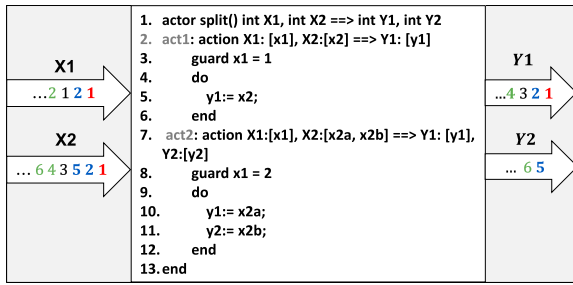 X1
...2 1 2 1
X2
... 6 4 3 5 2 1
1. actor split() int X1, int X2 ==> int Y1, int Y2
2. act1: action X1: [x1], X2:[x2] ==> Y1: [y1]
3. guard x1 = 1
4. do
5. y1:= x2;
6. end
7. act2: action X1:[x1], X2:[x2a, x2b] ==> Y1: [y1],
Y2:[y2]
8. guard x1 = 2
9. do
10. y1:= x2a;
11. y2:= x2b;
12. end
13. end
Y1
...4 3 2 1
Y2
... 6 5